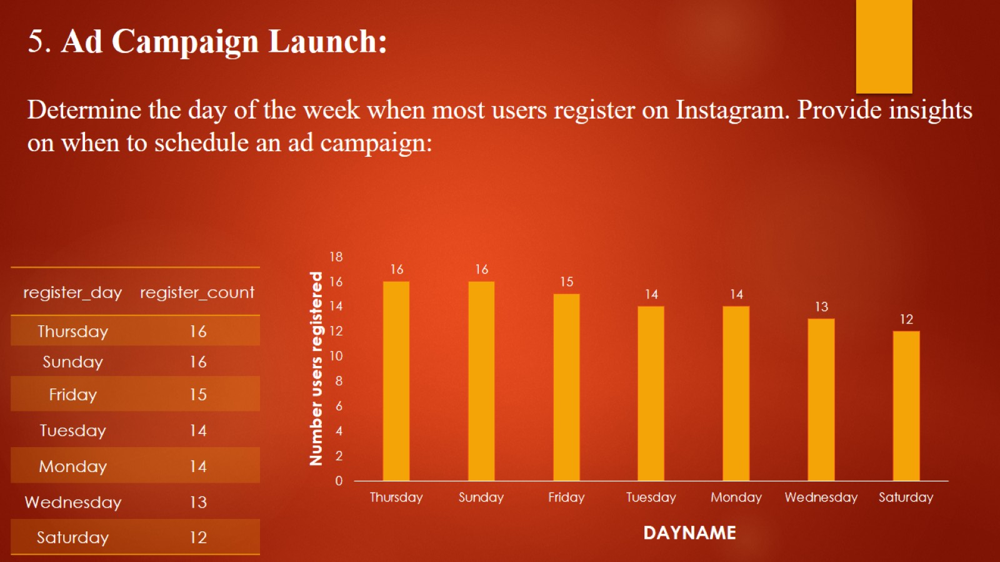 5. Ad Campaign Launch:
Determine the day of the week when most users register on Instagram. Provide insights
on when to schedule an ad campaign:
register_day register_count
Thursday 16
Sunday 16
Friday 15
Tuesday 14
Monday 14
Wednesday 13
Saturday 12
Number users registered
18
16
14
12
10
8
6
4
2
0
16 16 15 14 14 13 12
Thursday Sunday Friday Tuesday Monday Wednesday Saturday
DAYNAME